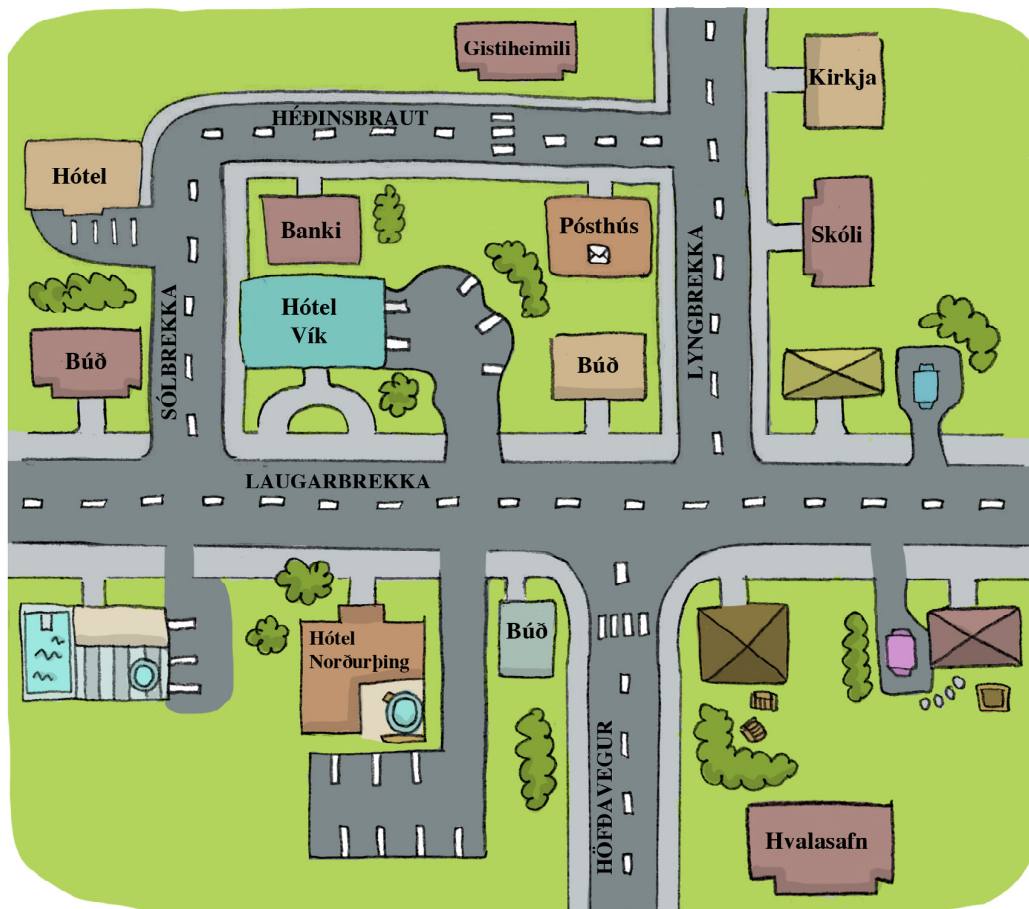 Gistiheimili
Kirkja
HÉÐINSBRAUT
Hótel
Banki
Pósthús
Skóli
SÓLBREKKA
Hótel
Vík
LYNGBREKKA
Búð
Búð
LAUGARBREKKA
Hótel
Norðurþing
Búð
HÖFÐAVEGUR
Hvalasafn